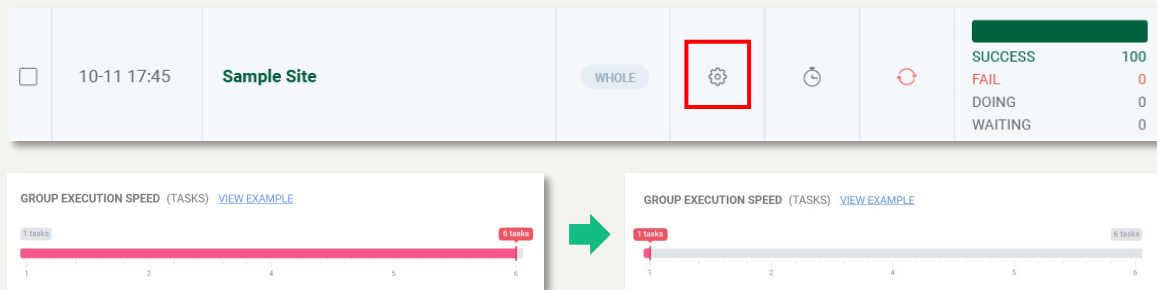 10-11 17:45
Sample Site
WHOLE
SUCCESS 100
FAIL 0
DOING 0
WAITING 0
GROUP EXECUTION SPEED (TASKS) VIEW EXAMPLE
1 tasks 6 tasks
1 2 4 5 6
GROUP EXECUTION SPEED (TASKS) VIEW EXAMPLE
1 tasks 6 tasks
1 2 4 5 6